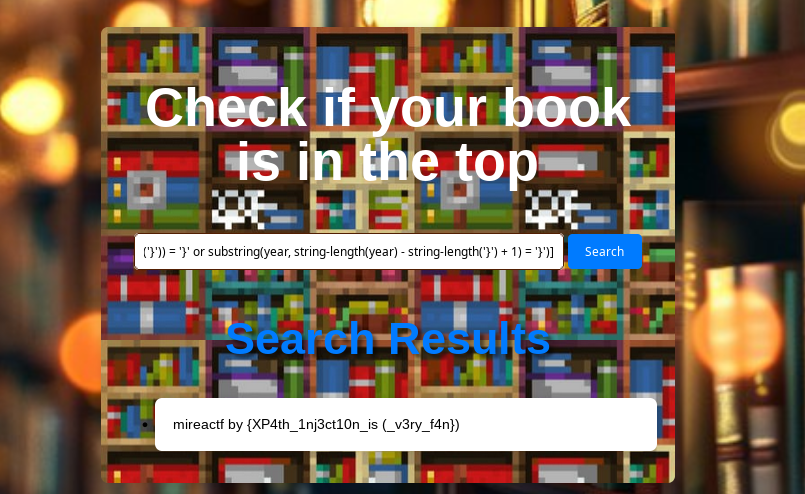 Check if your book
is in the top
('}')) = '}' or substring(year, string-length(year) - string-length('}') + 1) = '}')]
Search
Search Results
mireactf by {XP4th_1nj3ct10n_is (_v3ry_f4n})